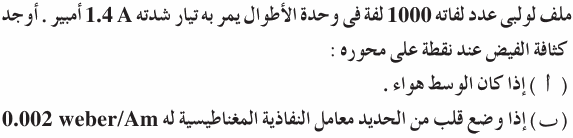 ملف لولبى عدد لفاته 1000 لفة فى وحدة الأطوال يمر به تيار شدته 1.4 A أمبير . أوجد
كثافة الفيض عند نقطة على محوره :
( أ ) إذا كان الوسط هواء .
(ب) إذا وضع قلب من الحديد معامل النفاذية المغناطيسية له 0.002 weber/Am